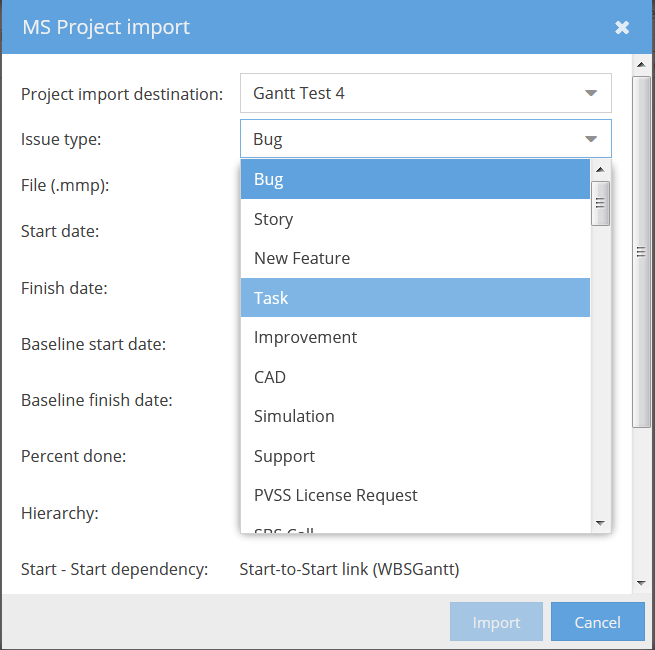 MS Project import
Project import destination: Gantt Test 4
Issue type: Bug
File (.mmp): Bug
Start date: Story
New Feature
Finish date: Task
Baseline start date: Improvement
CAD
Baseline finish date: Simulation
Percent done: Support
PVSS License Request
Hierarchy:
Start - Start dependency: Start-to-Start link (WBSGantt)
Import Cancel